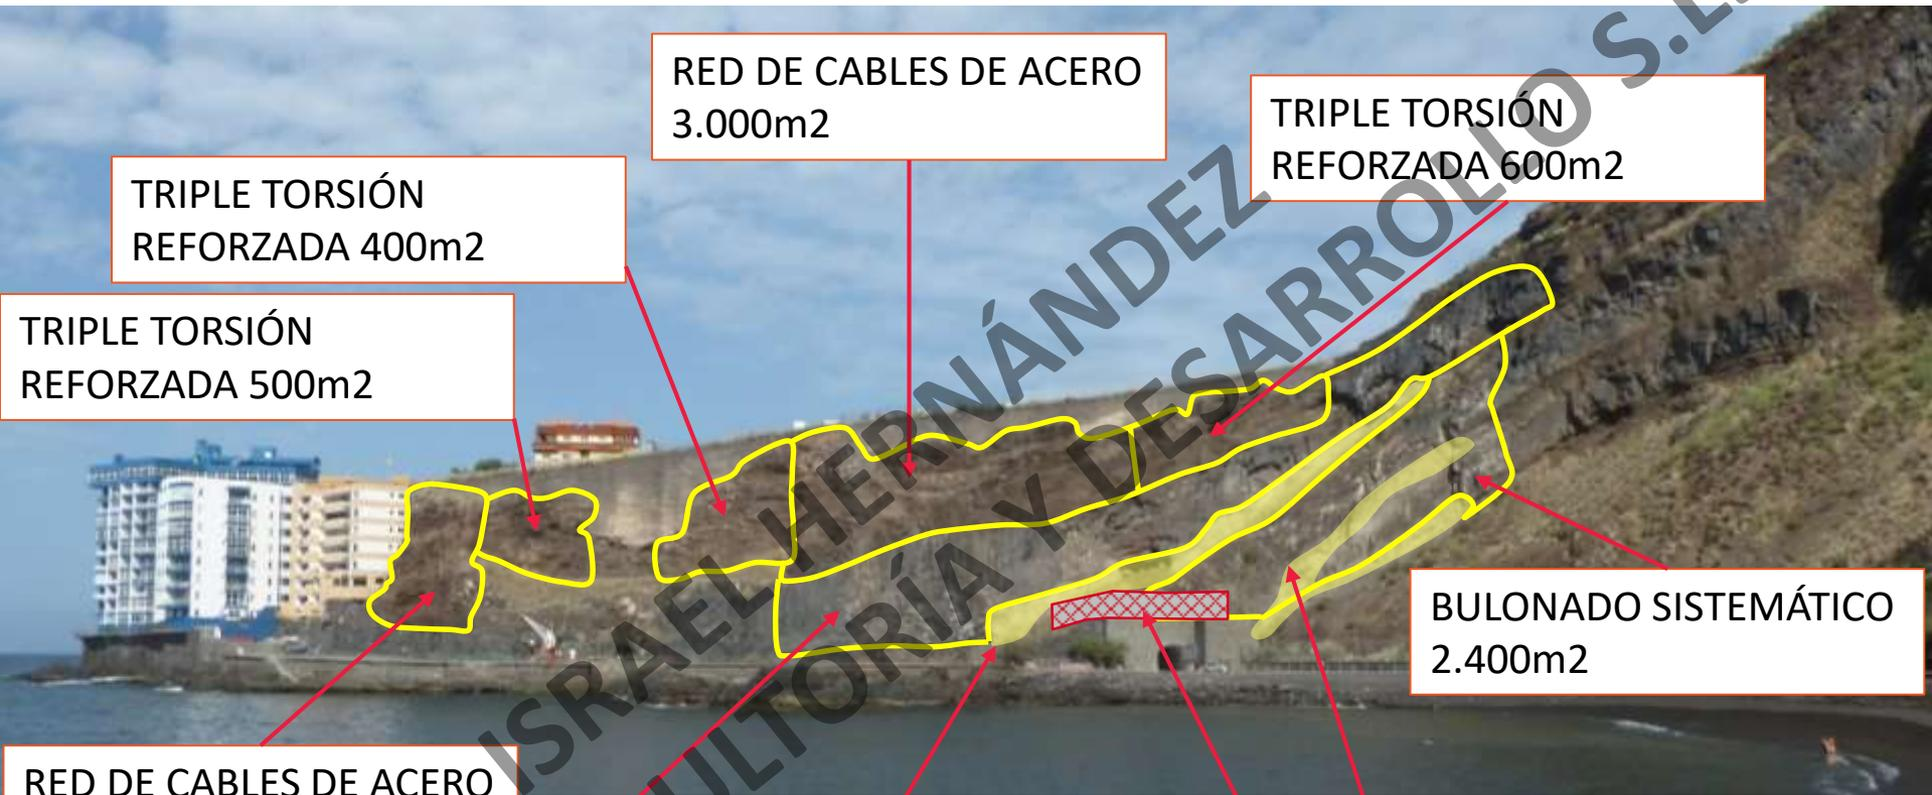 RED DE CABLES DE ACERO
3.000m2
TRIPLE TORSIÓN
REFORZADA 600m2
TRIPLE TORSIÓN
REFORZADA 400m2
TRIPLE TORSIÓN
REFORZADA 500m2
BULONADO SISTEMÁTICO
2.400m2
RED DE CABLES DE ACERO
ISRAEL HERNÁNDEZ
ULTORÍA Y DESARROLLO S.L.